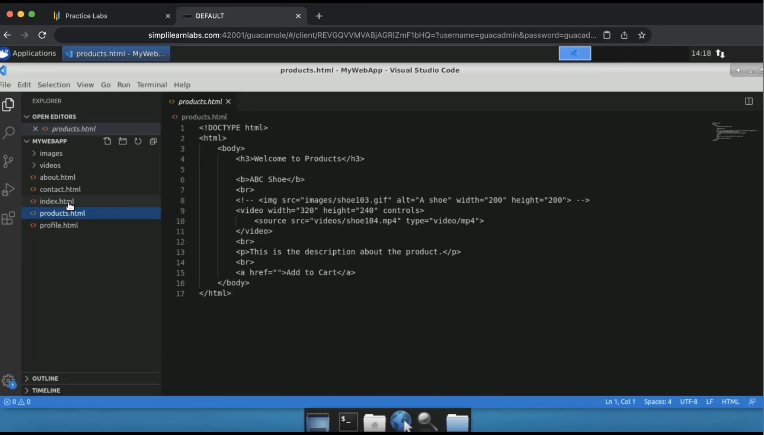 Practice Labs
DEFAULT
simplilearnlabs.com:42001/guacamole/#/client/REVGQVVMVABjAGRlZmF1bHQ=?username=guacadmin&password=guacad...
Applications
products.html - MyWeb...
14:18
products.html - MyWebApp - Visual Studio Code
File Edit Selection View Go Run Terminal Help
EXPLORER
OPEN EDITORS
products.html
MYWEBAPP
images
videos
about.html
contact.html
index.html
products.html
profile.html
OUTLINE
TIMELINE
products.html
products.html
1 <!DOCTYPE html>
2 <html>
3 <body>
4 <h3>Welcome to Products</h3>
5
6 <b>ABC Shoe</b>
7 <br>
8 <!-- <img src="images/shoe103.gif" alt="A shoe" width="200" height="200"> -->
9 <video width="320" height="240" controls>
10 <source src="videos/shoe104.mp4" type="video/mp4">
11 </video>
12 <br>
13 <p>This is the description about the product.</p>
14 <br>
15 <a href="">Add to Cart</a>
16 </body>
17 </html>
0 0
Ln 1, Col 1 Spaces: 4 UTF-8 LF HTML